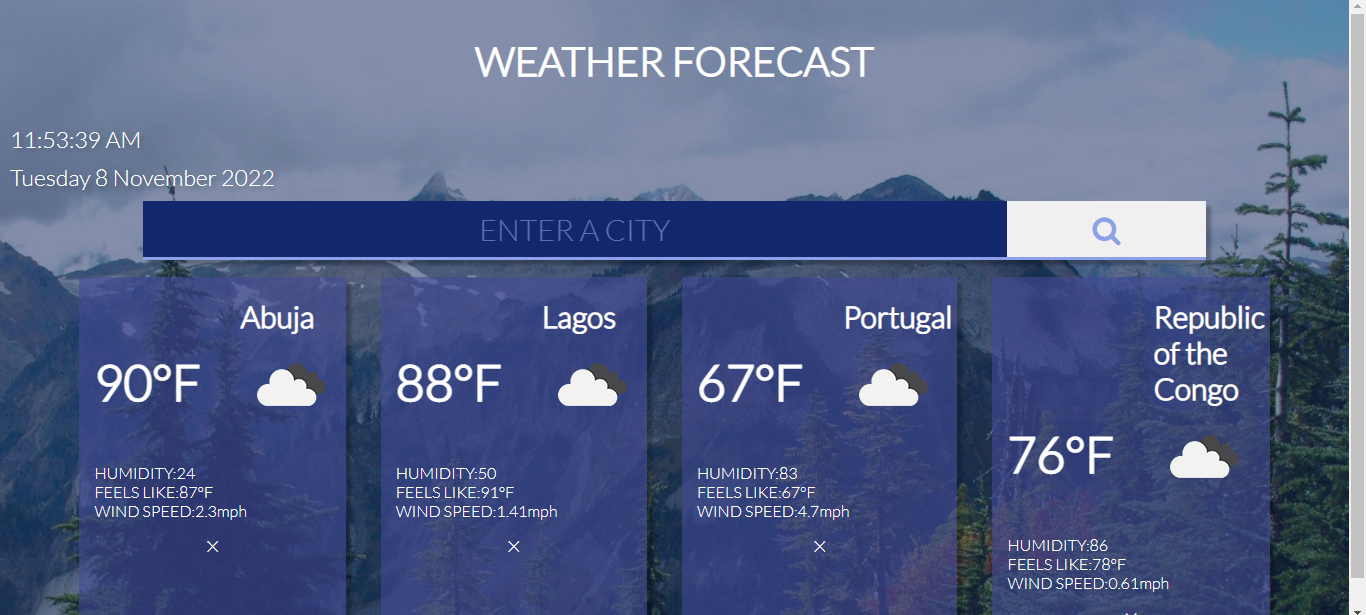 WEATHER FORECAST
11:53:39 AM
Tuesday 8 November 2022
ENTER A CITY
Abuja
90°F
HUMIDITY:24
FEELS LIKE:87°F
WIND SPEED:2.3mph
×
Lagos
88°F
HUMIDITY:50
FEELS LIKE:91°F
WIND SPEED:1.41mph
×
Portugal
67°F
HUMIDITY:83
FEELS LIKE:67°F
WIND SPEED:4.7mph
×
Republic
of the
Congo
76°F
HUMIDITY:86
FEELS LIKE:78°F
WIND SPEED:0.61mph